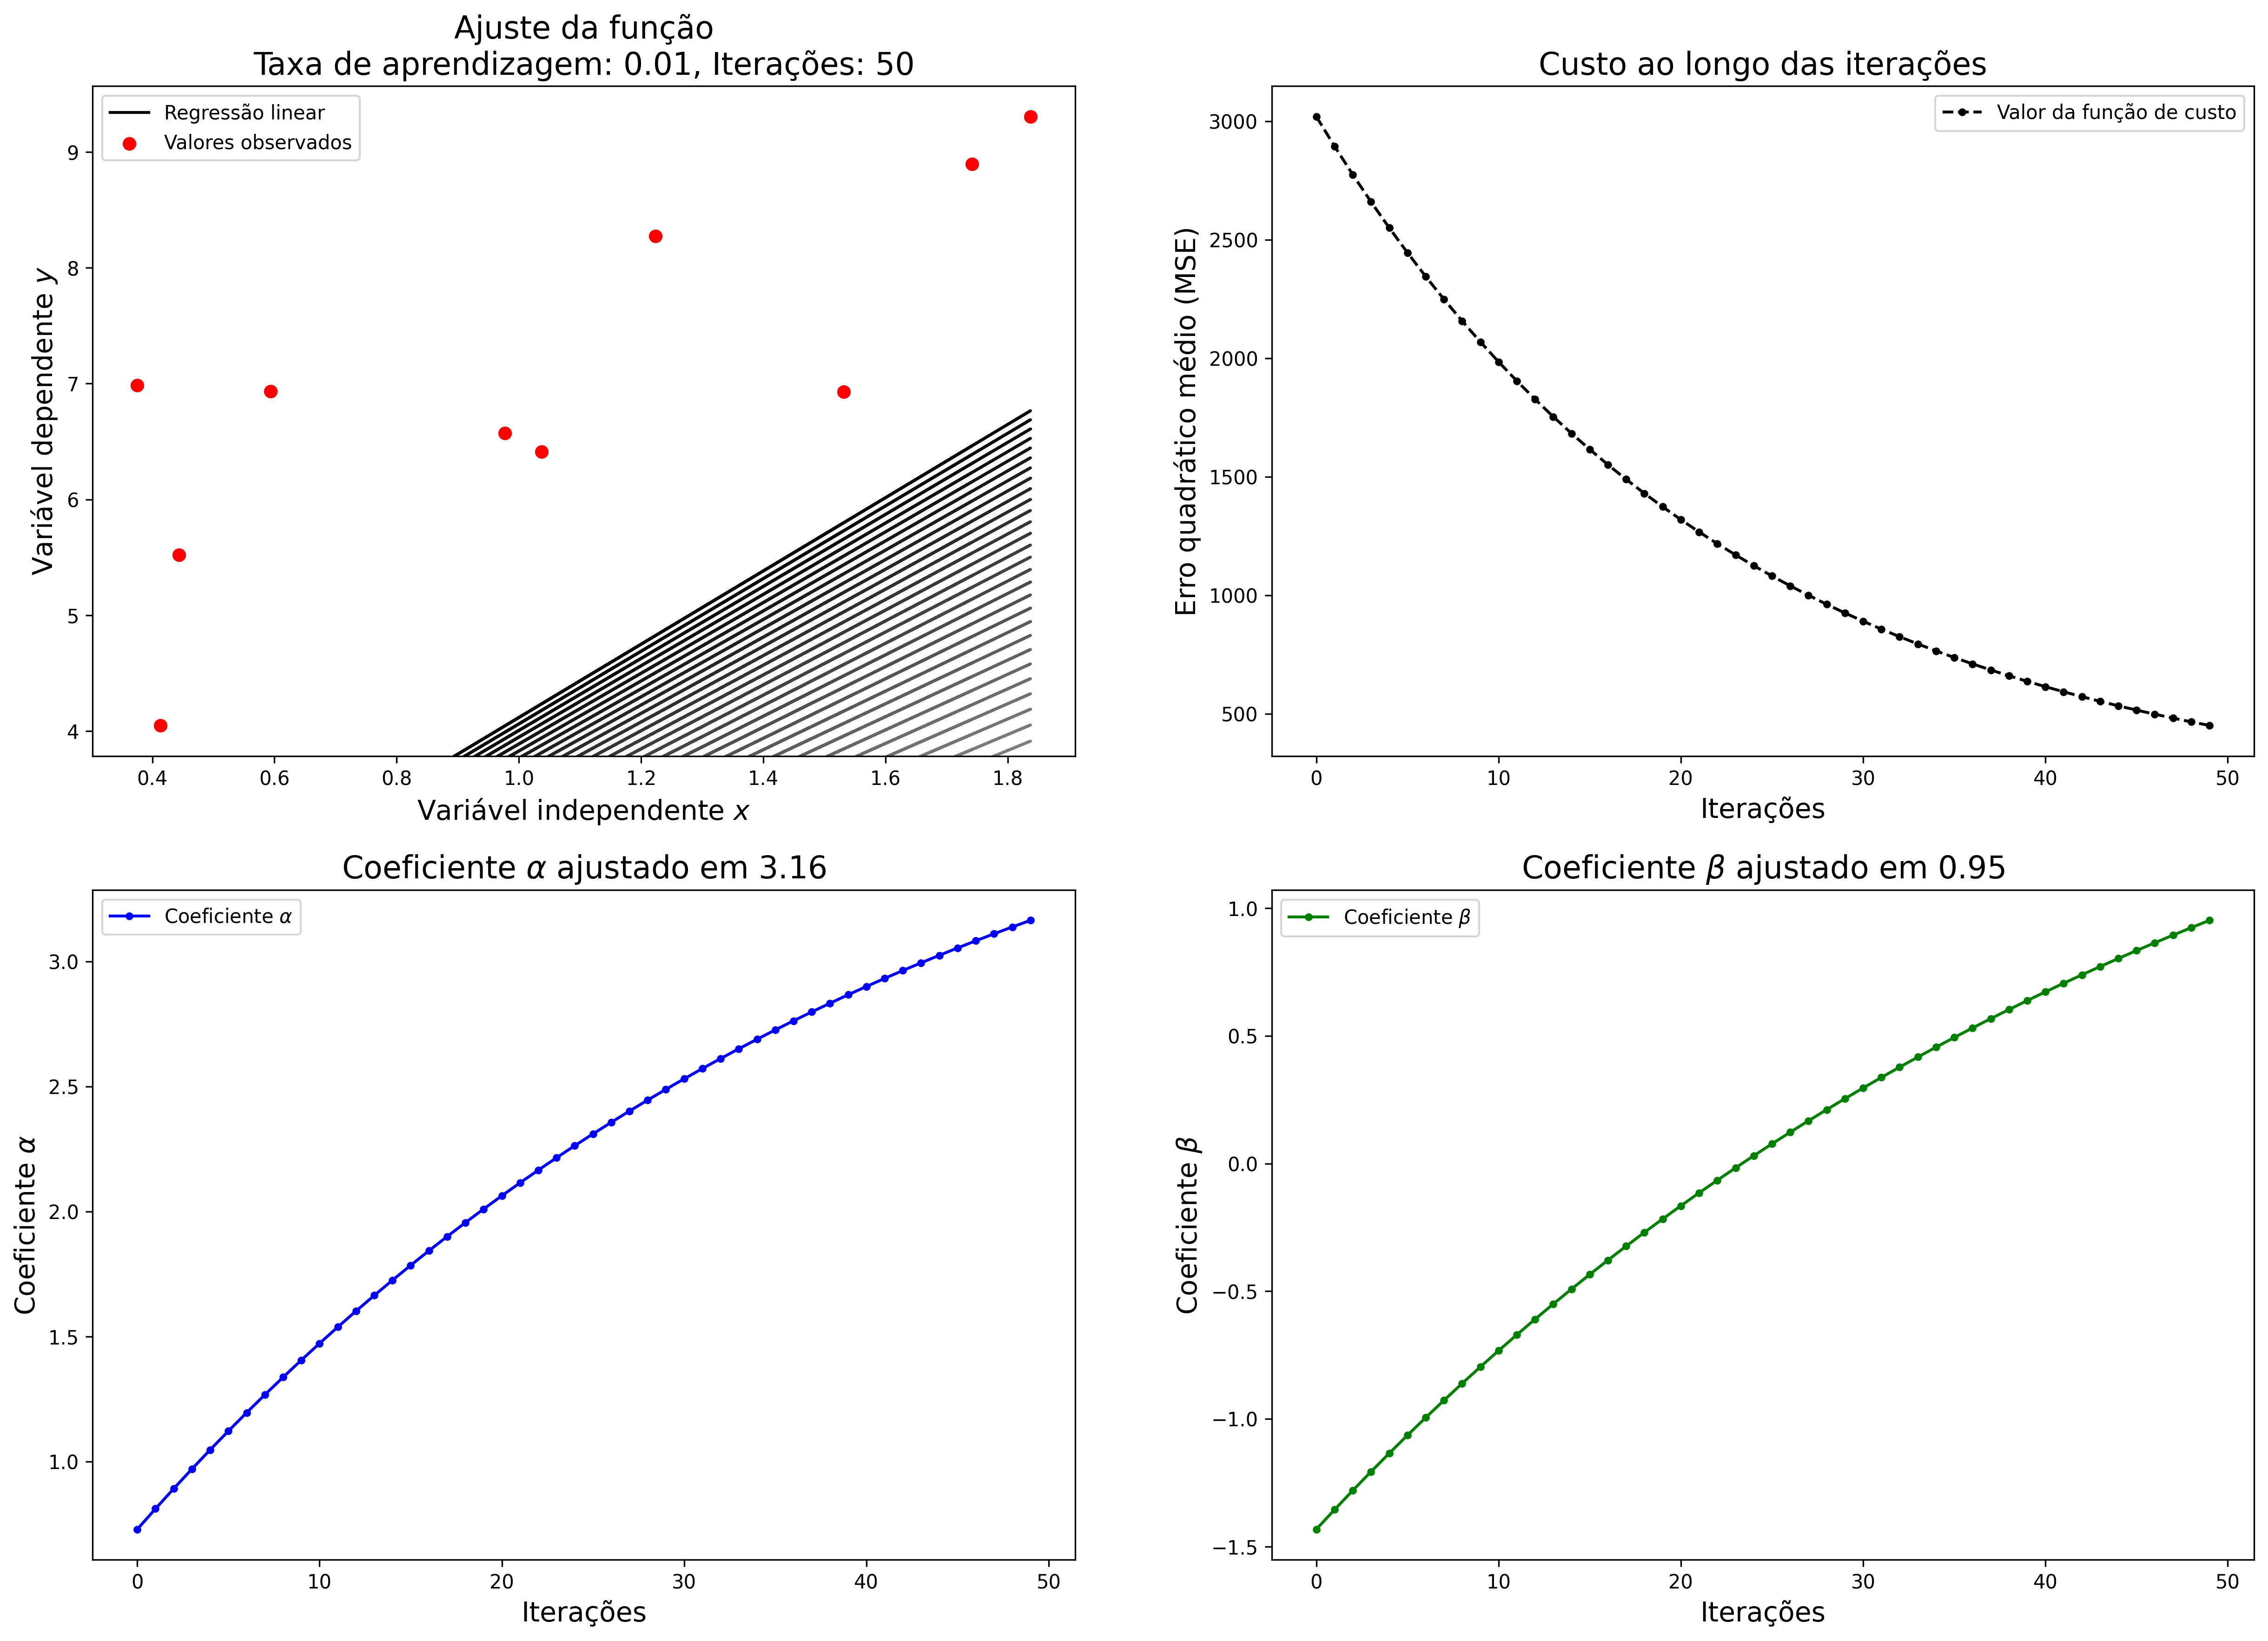 Ajuste da função
Taxa de aprendizagem: 0.01, Iterações: 50
Regressão linear
Valores observados
9
8
7
6
5
4
Variável dependente y
0.4 0.6 0.8 1.0 1.2 1.4 1.6 1.8
Variável independente x
Custo ao longo das iterações
Valor da função de custo
3000
2500
2000
1500
1000
500
Erro quadrático médio (MSE)
0 10 20 30 40 50
Iterações
Coeficiente α ajustado em 3.16
Coeficiente α
3.0
2.5
2.0
1.5
1.0
Coeficiente α
0 10 20 30 40 50
Iterações
Coeficiente β ajustado em 0.95
Coeficiente β
1.0
0.5
0.0
−0.5
−1.0
−1.5
Coeficiente β
0 10 20 30 40 50
Iterações